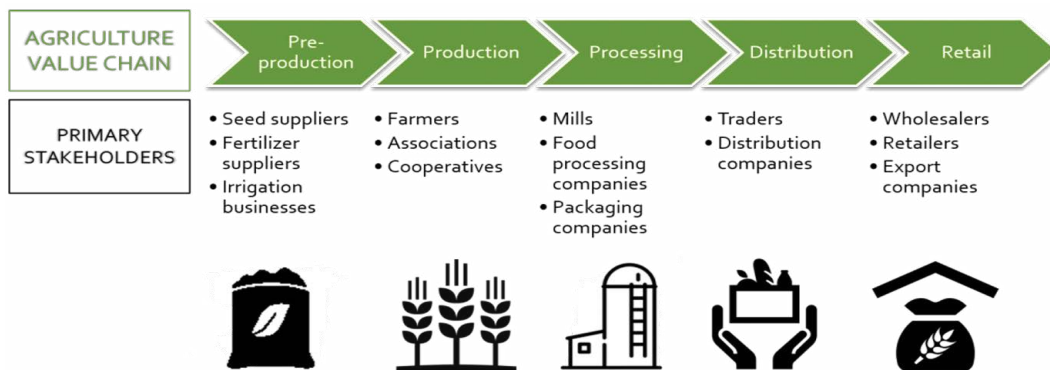 AGRICULTURE
VALUE CHAIN
Pre-
production
Production
Processing
Distribution
Retail
PRIMARY
STAKEHOLDERS
• Seed suppliers
• Fertilizer
suppliers
• Irrigation
businesses
• Farmers
• Associations
• Cooperatives
• Mills
• Food
processing
companies
• Packaging
companies
• Traders
• Distribution
companies
• Wholesalers
• Retailers
• Export
companies